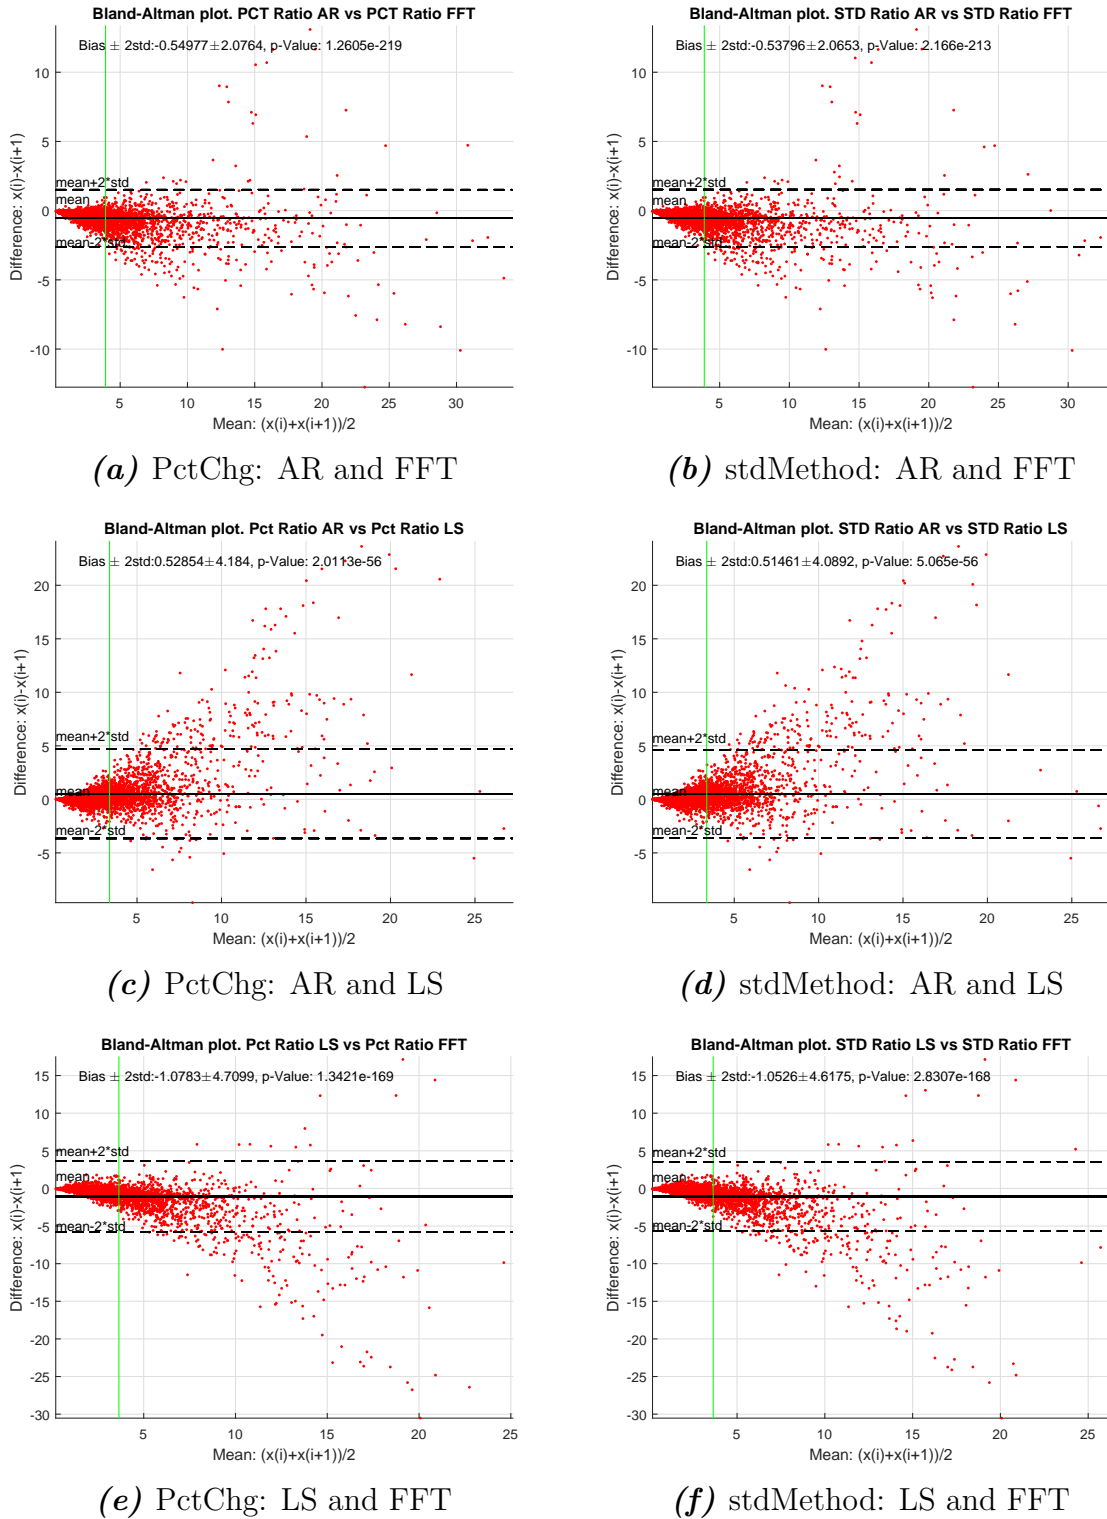 Bland-Altman plot. PCT Ratio AR vs PCT Ratio FFT
Bias ± 2std:-0.54977±2.0764, p-Value: 1.2605e-219
mean+2*std
mean
mean-2*std
10
5
0
-5
-10
Difference: x(i)-x(i+1)
5 10 15 20 25 30
Mean: (x(i)+x(i+1))/2
(a) PctChg: AR and FFT
Bland-Altman plot. STD Ratio AR vs STD Ratio FFT
Bias ± 2std:-0.53796±2.0653, p-Value: 2.166e-213
mean+2*std
mean
mean-2*std
10
5
0
-5
-10
Difference: x(i)-x(i+1)
5 10 15 20 25 30
Mean: (x(i)+x(i+1))/2
(b) stdMethod: AR and FFT
Bland-Altman plot. Pct Ratio AR vs Pct Ratio LS
Bias ± 2std:0.52854±4.184, p-Value: 2.0113e-56
mean+2*std
mean
mean-2*std
20
15
10
5
0
-5
Difference: x(i)-x(i+1)
5 10 15 20 25
Mean: (x(i)+x(i+1))/2
(c) PctChg: AR and LS
Bland-Altman plot. STD Ratio AR vs STD Ratio LS
Bias ± 2std:0.51461±4.0892, p-Value: 5.065e-56
mean+2*std
mean
mean-2*std
20
15
10
5
0
-5
Difference: x(i)-x(i+1)
5 10 15 20 25
Mean: (x(i)+x(i+1))/2
(d) stdMethod: AR and LS
Bland-Altman plot. Pct Ratio LS vs Pct Ratio FFT
Bias ± 2std:-1.0783±4.7099, p-Value: 1.3421e-169
mean+2*std
mean
mean-2*std
15
10
5
0
-5
-10
-15
-20
-25
-30
Difference: x(i)-x(i+1)
5 10 15 20 25
Mean: (x(i)+x(i+1))/2
(e) PctChg: LS and FFT
Bland-Altman plot. STD Ratio LS vs STD Ratio FFT
Bias ± 2std:-1.0526±4.6175, p-Value: 2.8307e-168
mean+2*std
mean
mean-2*std
15
10
5
0
-5
-10
-15
-20
-25
-30
Difference: x(i)-x(i+1)
5 10 15 20 25
Mean: (x(i)+x(i+1))/2
(f) stdMethod: LS and FFT